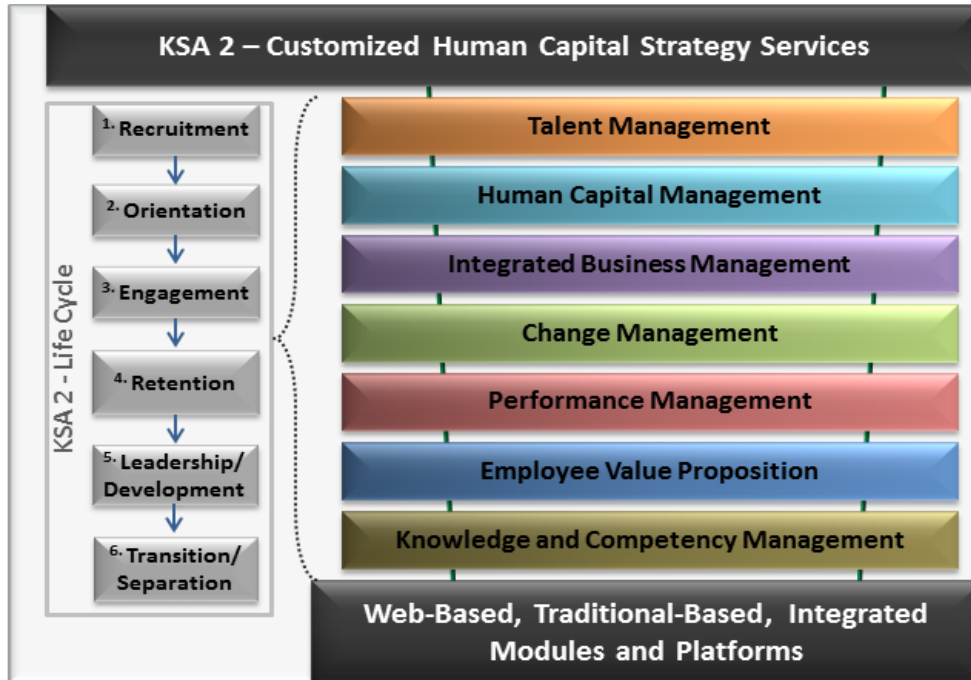 KSA 2 – Customized Human Capital Strategy Services
KSA 2 - Life Cycle
1. Recruitment
2. Orientation
3. Engagement
4. Retention
5. Leadership/
Development
6. Transition/
Separation
Talent Management
Human Capital Management
Integrated Business Management
Change Management
Performance Management
Employee Value Proposition
Knowledge and Competency Management
Web-Based, Traditional-Based, Integrated
Modules and Platforms